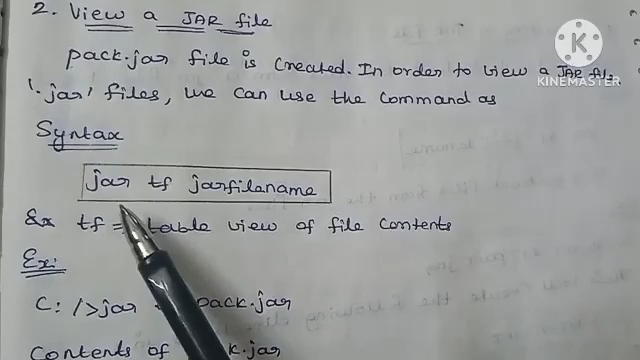 2. View a JAR file
pack.jar file is created. In order to view a JAR
'.jar' files, we can use the command as
Syntax
jar tf jarfilename
tf = table view of file contents
Ex:
C:/>jar pack.jar
Contents of .jar
K
KINEMASTER